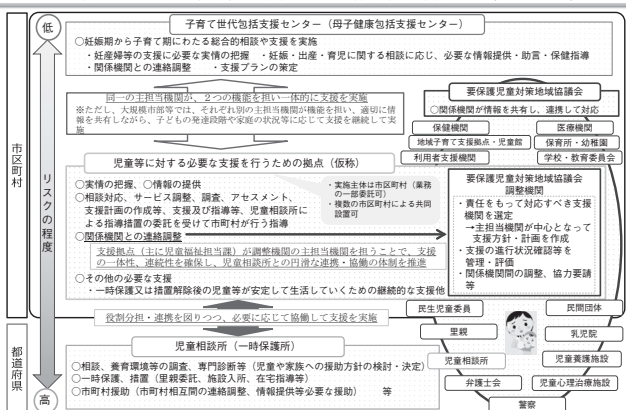 低
子育て世代包括支援センター（母子健康包括支援センター）
○妊娠期から子育て期にわたる総合的相談や支援を実施
・妊産婦等の支援に必要な実情の把握　・妊娠・出産・育児に関する相談に応じ、必要な情報提供・助言・保健指導
・関係機関との連絡調整　　・支援プランの策定
同一の主担当機関が、２つの機能を担い一体的に支援を実施
※ただし、大規模市部等では、それぞれ別の主担当機関が機能を担い、適切に情
報を共有しながら、子どもの発達段階や家庭の状況等に応じて支援を継続して実
施
市区町村
リスクの程度
児童等に対する必要な支援を行うための拠点（仮称）
○実情の把握、○情報の提供
○相談対応、サービス調整、調査、アセスメント、
支援計画の作成等、支援及び指導等、児童相談所に
よる指導措置の委託を受けて市町村が行う指導
○関係機関との連絡調整
・実施主体は市区町村（業務
の一部委託可）
・複数の市区町村による共同
設置可
支援拠点（主に児童福祉担当課）が調整機関の主担当機関を担うことで、支援
の一体性、連続性を確保し、児童相談所との円滑な連携・協働の体制を推進
○その他の必要な支援
・一時保護又は措置解除後の児童等が安定して生活していくための継続的な支援他
役割分担・連携を図りつつ、必要に応じて協働して支援を実施
都道府県
高
児童相談所（一時保護所）
○相談、養育環境等の調査、専門診断等（児童や家族への援助方針の検討・決定）
○一時保護、措置（里親委託、施設入所、在宅指導等）
○市町村援助（市町村相互間の連絡調整、情報提供等必要な援助）　　等
要保護児童対策地域協議会
○関係機関が情報を共有し、連携して対応
保健機関
医療機関
地域子育て支援拠点・児童館
保育所・幼稚園
利用者支援機関
学校・教育委員会
要保護児童対策地域協議会
調整機関
・責任をもって対応すべき支援
機関を選定
→主担当機関が中心となって
支援方針・計画を作成
・支援の進行状況確認等を
管理・評価
・関係機関間の調整、協力要請
等
民生児童委員
民間団体
里親
乳児院
児童相談所
児童養護施設
弁護士会
児童心理治療施設
警察